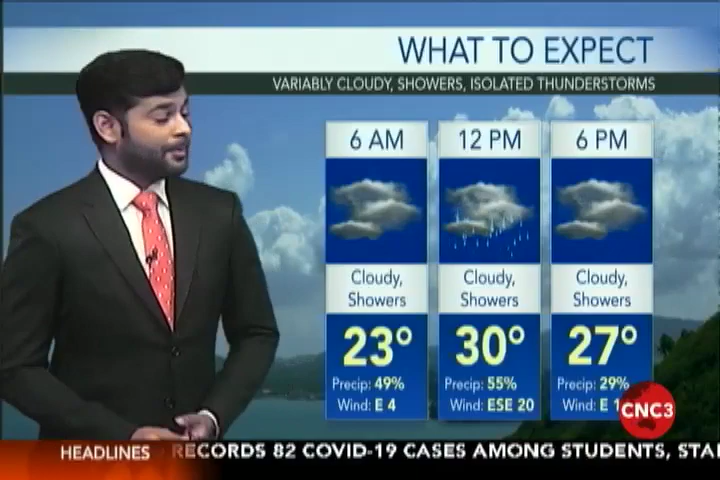 WHAT TO EXPECT
VARIABLY CLOUDY, SHOWERS, ISOLATED THUNDERSTORMS
6 AM
Cloudy,
Showers
23°
Precip: 49%
Wind: E 4
12 PM
Cloudy,
Showers
30°
Precip: 55%
Wind: ESE 20
6 PM
Cloudy,
Showers
27°
Precip: 29%
Wind: E
CNC3
HEADLINES RECORDS 82 COVID-19 CASES AMONG STUDENTS,